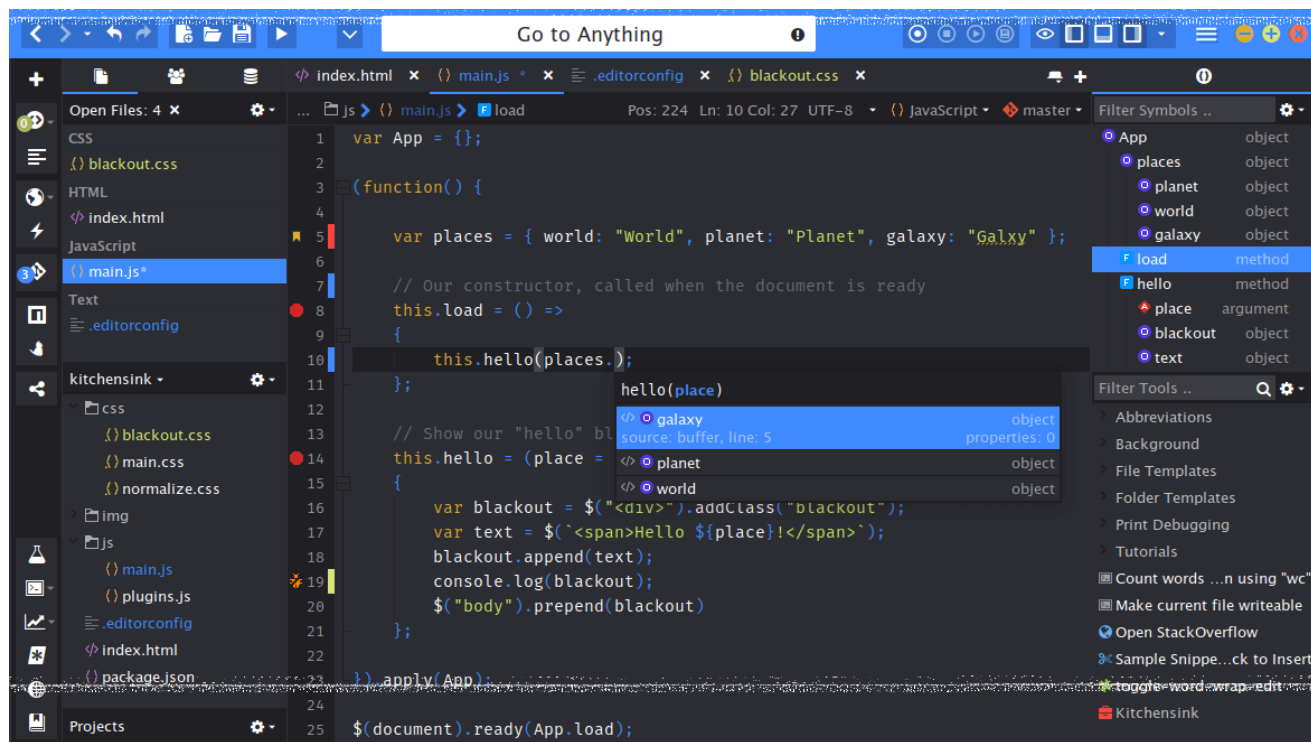 Go to Anything
index.html
main.js *
.editorconfig
blackout.css
Open Files: 4
CSS
blackout.css
HTML
index.html
JavaScript
main.js*
Text
.editorconfig
0
3
kitchensink
css
blackout.css
main.css
normalize.css
img
js
main.js
plugins.js
.editorconfig
index.html
package.json
Projects
... js main.js load
Pos: 224 Ln: 10 Col: 27 UTF-8 JavaScript master
1 var App = {};
2
3 (function() {
4
5 var places = { world: "World", planet: "Planet", galaxy: "Galxy" };
6
7 // Our constructor, called when the document is ready
8 this.load = () =>
9 {
10 this.hello(places.);
11 };
12
13 // Show our "hello" bl
14 this.hello = (place =
15 {
16 var blackout = $("<div>").addClass("blackout");
17 var text = $(`<span>Hello ${place}!</span>`);
18 blackout.append(text);
19 console.log(blackout);
20 $("body").prepend(blackout)
21 };
22
23 }).apply(App);
24
25 $(document).ready(App.load);
hello(place)
galaxy object
source: buffer, line: 5 properties: 0
planet object
world object
Filter Symbols ..
App object
places object
planet object
world object
galaxy object
F load method
F hello method
place argument
blackout object
text object
Filter Tools ..
Abbreviations
Background
File Templates
Folder Templates
Print Debugging
Tutorials
Count words ...n using "wc"
Make current file writeable
Open StackOverflow
Sample Snippe...ck to Insert
toggle-word-wrap-edit
Kitchensink